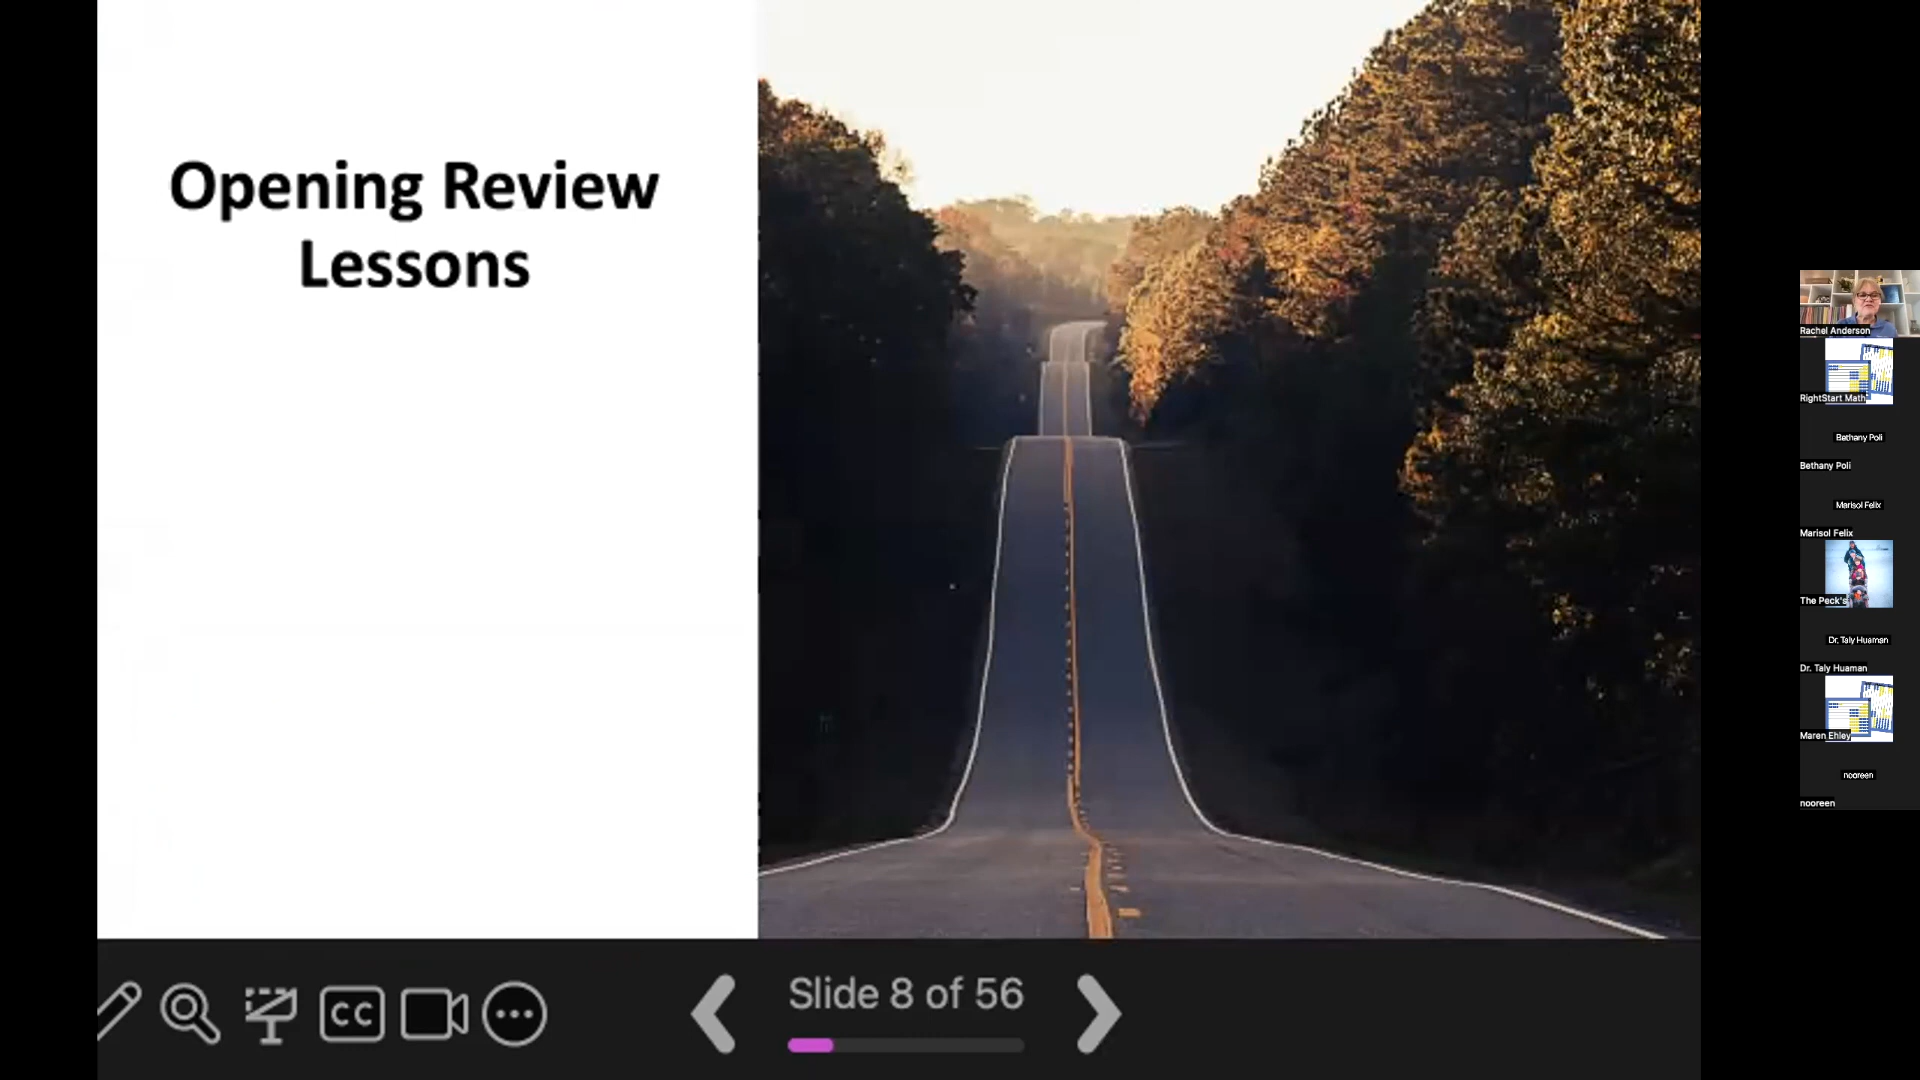 Opening Review
Lessons
CC
Slide 8 of 56
Rachel Anderson
RightStart Math
Bethany Poli
Bethany Poli
Marisol Felix
Marisol Felix
The Peck's
Dr. Taly Huaman
Dr. Taly Huaman
Maren Ehley
nooreen
nooreen